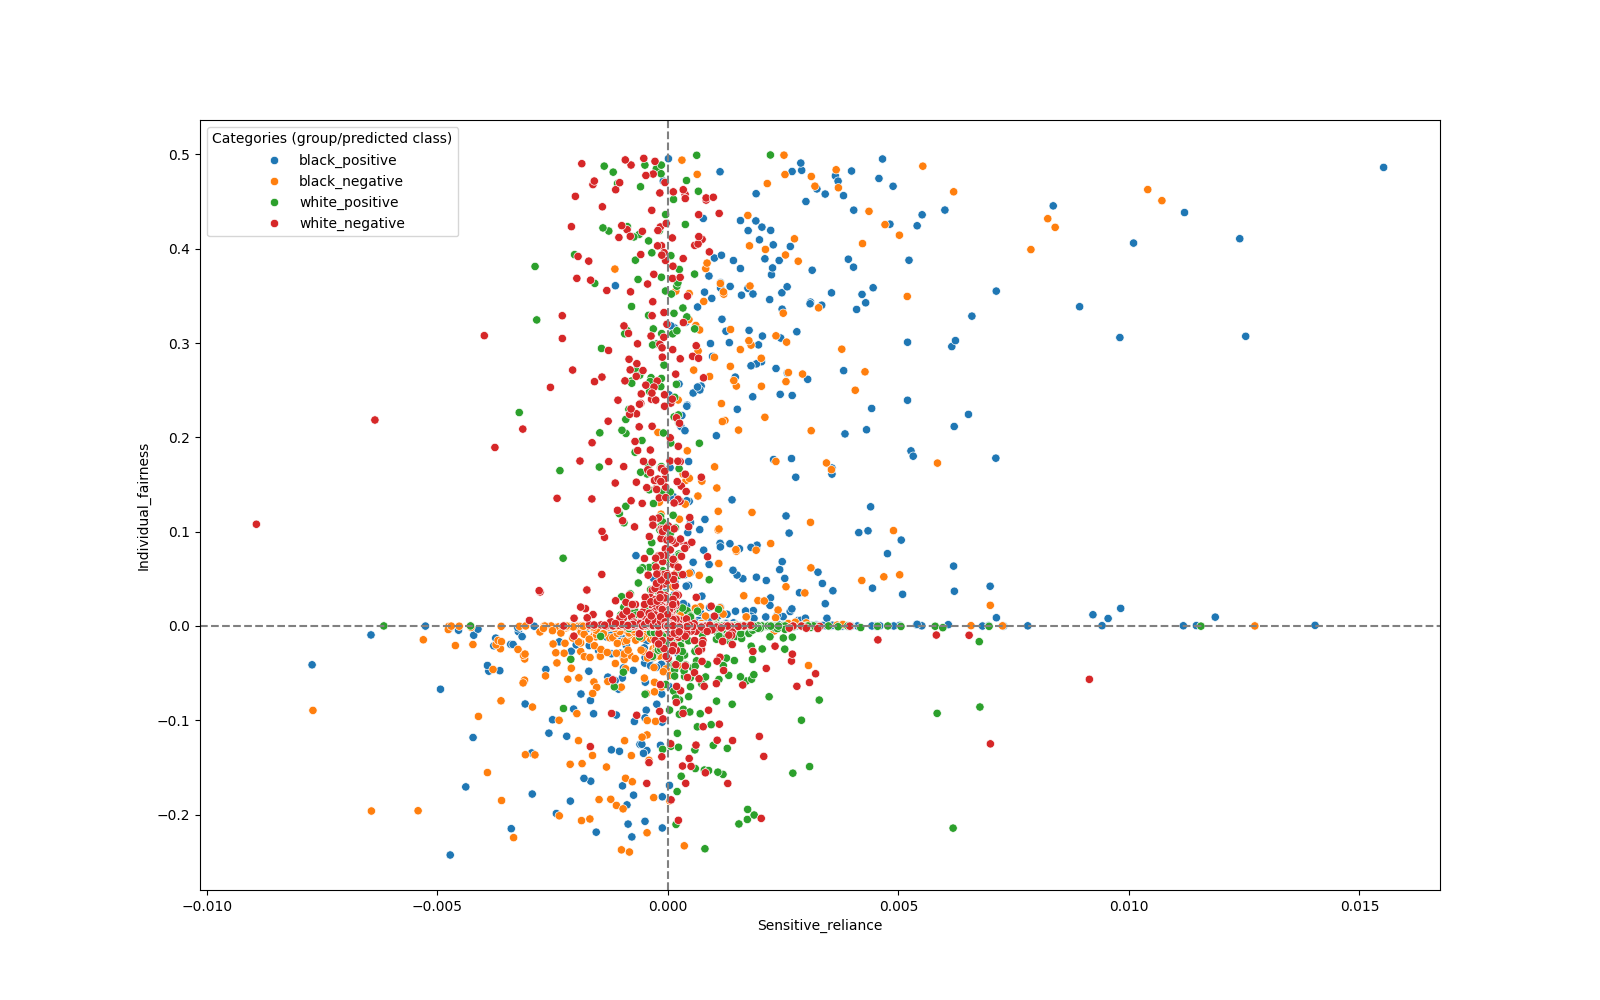 Categories (group/predicted class)
black_positive
black_negative
white_positive
white_negative
0.5
0.4
0.3
0.2
0.1
0.0
−0.1
−0.2
Individual_fairness
−0.010
−0.005
0.000
0.005
0.010
0.015
Sensitive_reliance